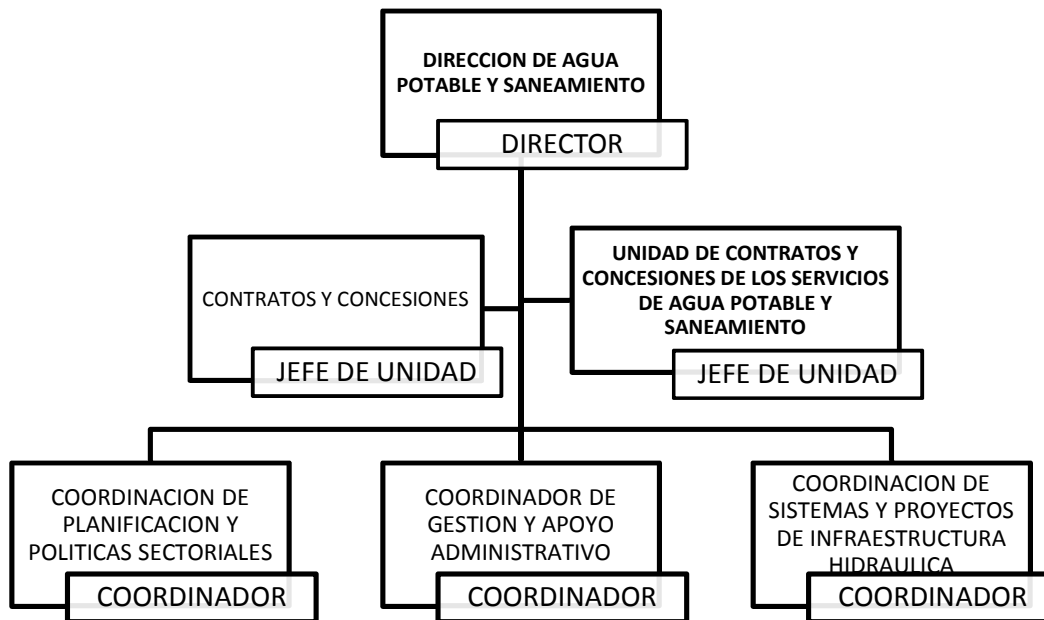 DIRECCION DE AGUA
POTABLE Y SANEAMIENTO
DIRECTOR
CONTRATOS Y CONCESIONES
JEFE DE UNIDAD
UNIDAD DE CONTRATOS Y
CONCESIONES DE LOS SERVICIOS
DE AGUA POTABLE Y
SANEAMIENTO
JEFE DE UNIDAD
COORDINACION DE
PLANIFICACION Y
POLITICAS SECTORIALES
COORDINADOR
COORDINADOR DE
GESTION Y APOYO
ADMINISTRATIVO
COORDINADOR
COORDINACION DE
SISTEMAS Y PROYECTOS
DE INFRAESTRUCTURA
HIDRAULICA
COORDINADOR